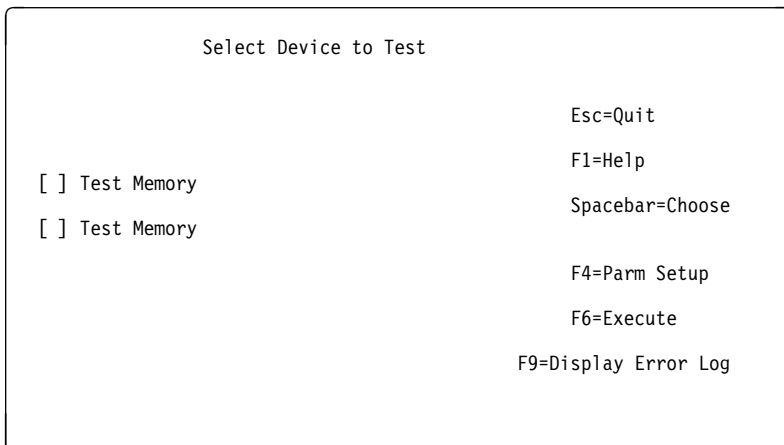 Select Device to Test
Esc=Quit
F1=Help
[ ] Test Memory
Spacebar=Choose
[ ] Test Memory
F4=Parm Setup
F6=Execute
F9=Display Error Log